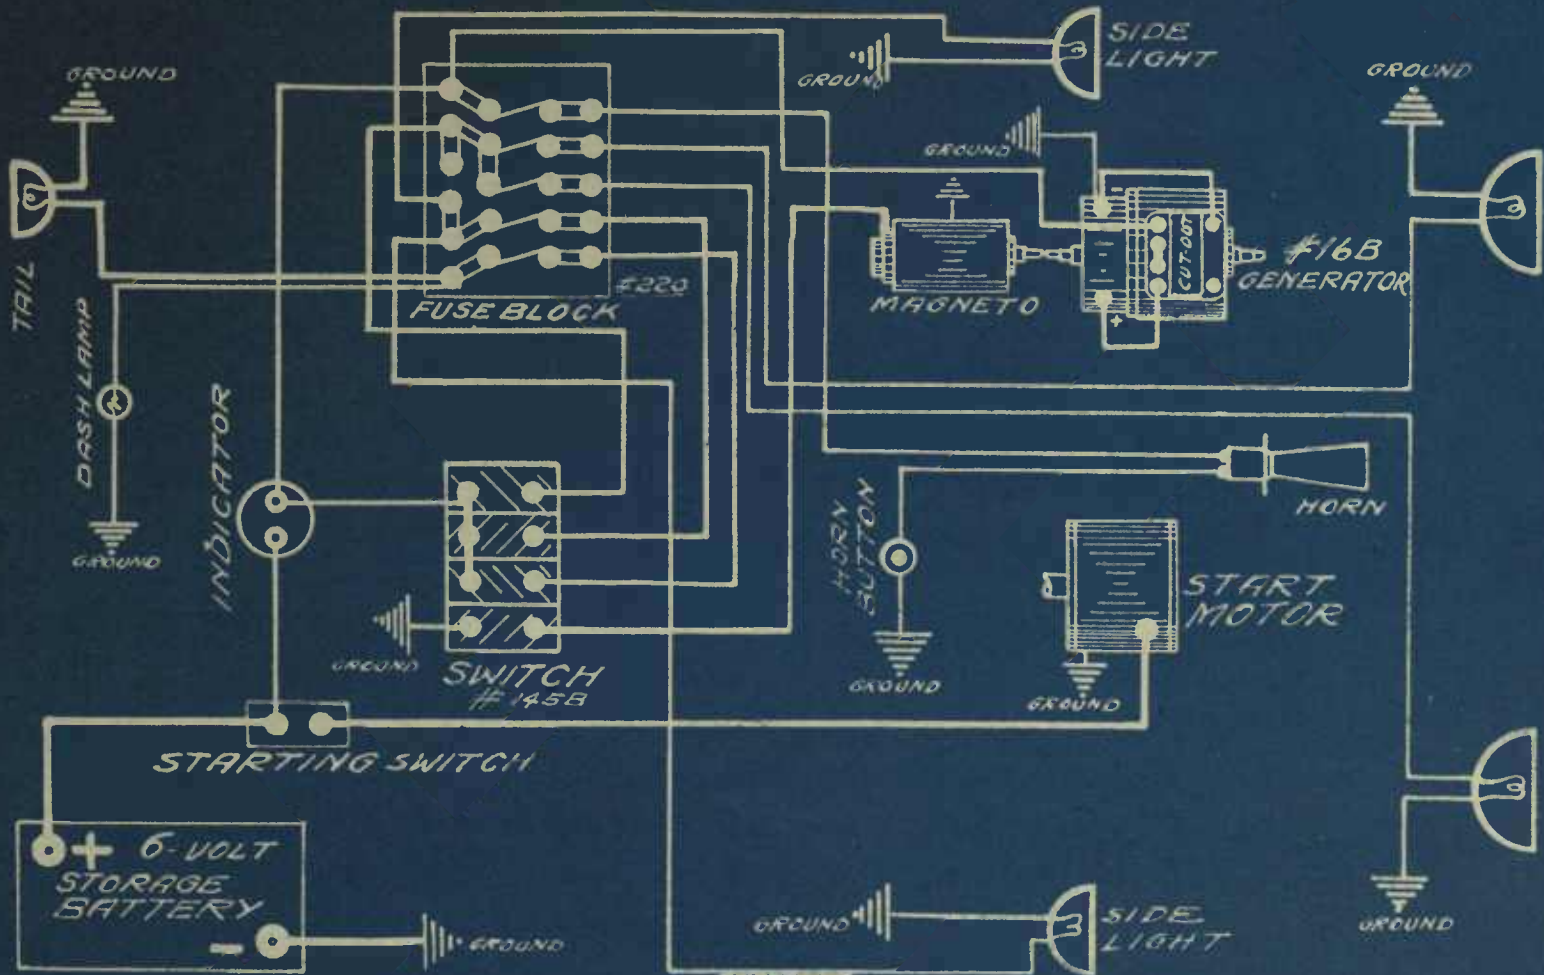 SIDE
LIGHT
GROUND
GROUND
GROUND
GROUND
TAIL
DASH LAMP
GROUND
FUSE BLOCK
MAGNETO
-
+
CUT-OUT
#16B
GENERATOR
INDICATOR
HORN
HORN
BUTTON
GROUND
START
MOTOR
GROUND
GROUND
SWITCH
#145B
STARTING SWITCH
+ 6-VOLT
STORAGE
BATTERY
-
GROUND
GROUND
SIDE
LIGHT
GROUND